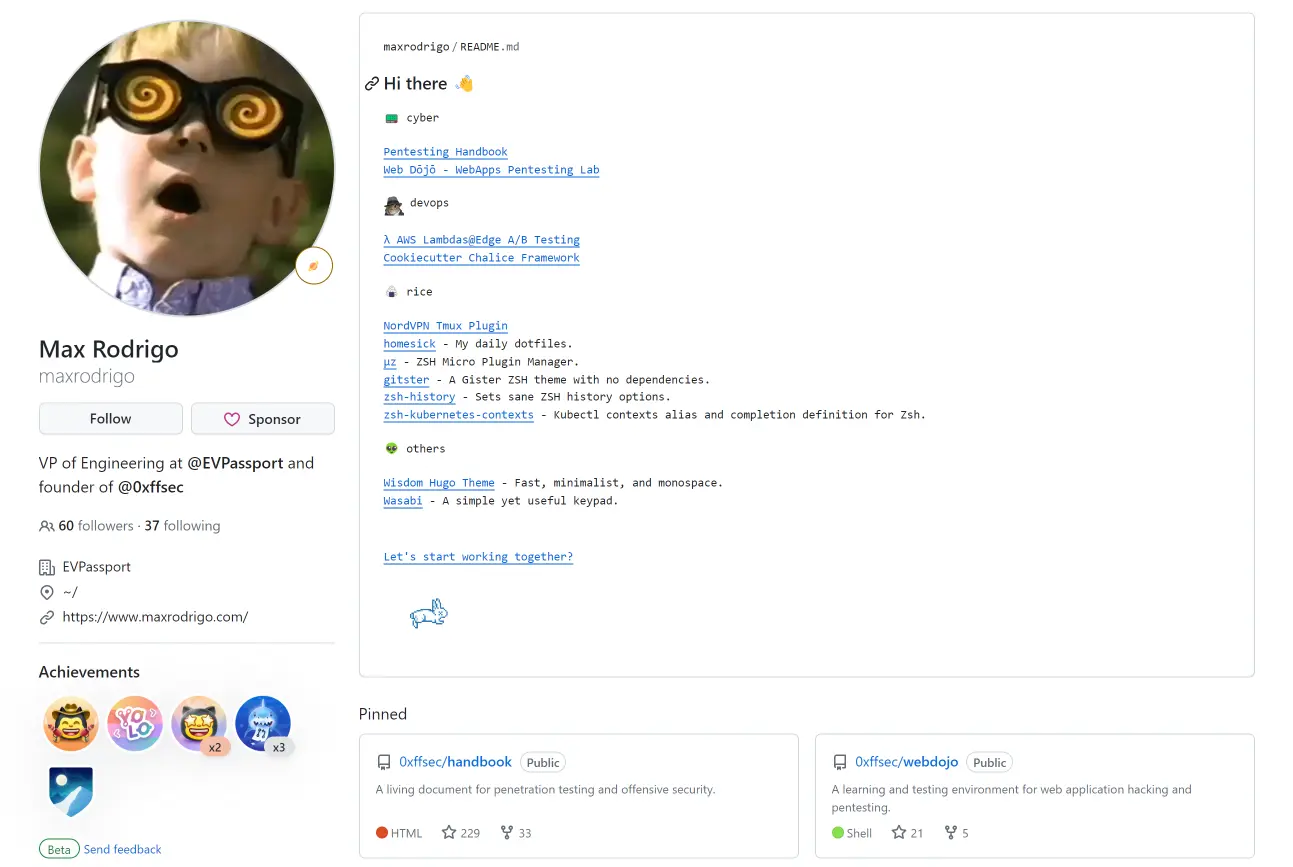 Max Rodrigo
maxrodrigo
Follow
Sponsor
VP of Engineering at @EVPassport and
founder of @0xffsec
60 followers · 37 following
EVPassport
~/
https://www.maxrodrigo.com/
Achievements
YOLO
x2
x3
Beta Send feedback
maxrodrigo / README.md
Hi there 👋
cyber
Pentesting Handbook
Web Dōjō - WebApps Pentesting Lab
devops
λ AWS Lambdas@Edge A/B Testing
Cookiecutter Chalice Framework
🍙 rice
NordVPN Tmux Plugin
homesick - My daily dotfiles.
μz - ZSH Micro Plugin Manager.
gitster - A Gister ZSH theme with no dependencies.
zsh-history - Sets sane ZSH history options.
zsh-kubernetes-contexts - Kubectl contexts alias and completion definition for Zsh.
👽 others
Wisdom Hugo Theme - Fast, minimalist, and monospace.
Wasabi - A simple yet useful keypad.
Let's start working together?
Pinned
0xffsec/handbook Public
A living document for penetration testing and offensive security.
HTML 229 33
0xffsec/webdojo Public
A learning and testing environment for web application hacking and
pentesting.
Shell 21 5